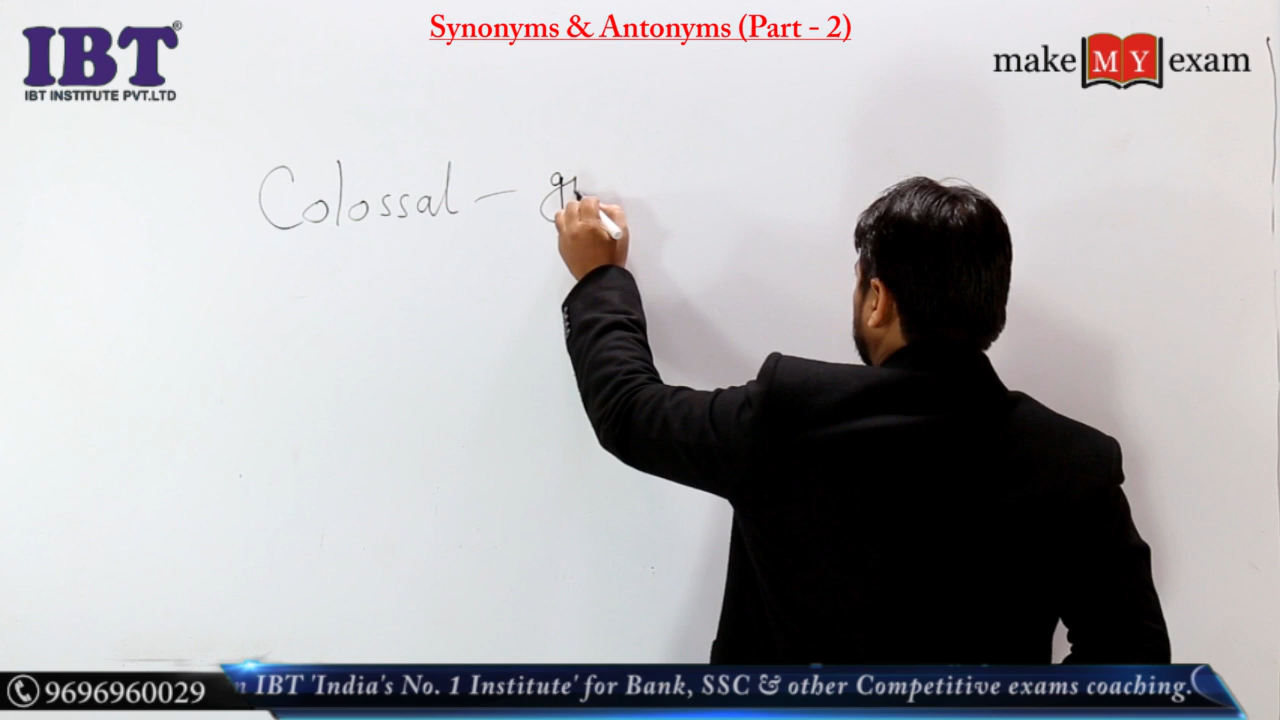 Synonyms & Antonyms (Part - 2)
IBT®
IBT INSTITUTE PVT.LTD
make MY exam
Colossal –
9696960029
IBT 'India's No. 1 Institute' for Bank, SSC & other Competitive exams coaching.